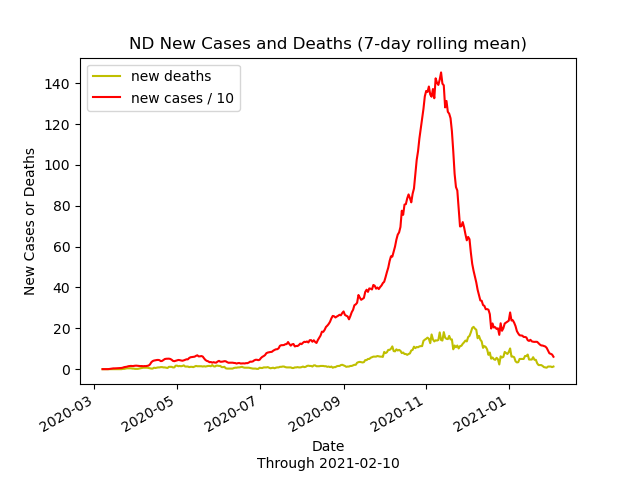 ND New Cases and Deaths (7-day rolling mean)
new deaths
new cases / 10
New Cases or Deaths
140
120
100
80
60
40
20
0
2020-03
2020-05
2020-07
2020-09
2020-11
2021-01
Date
Through 2021-02-10